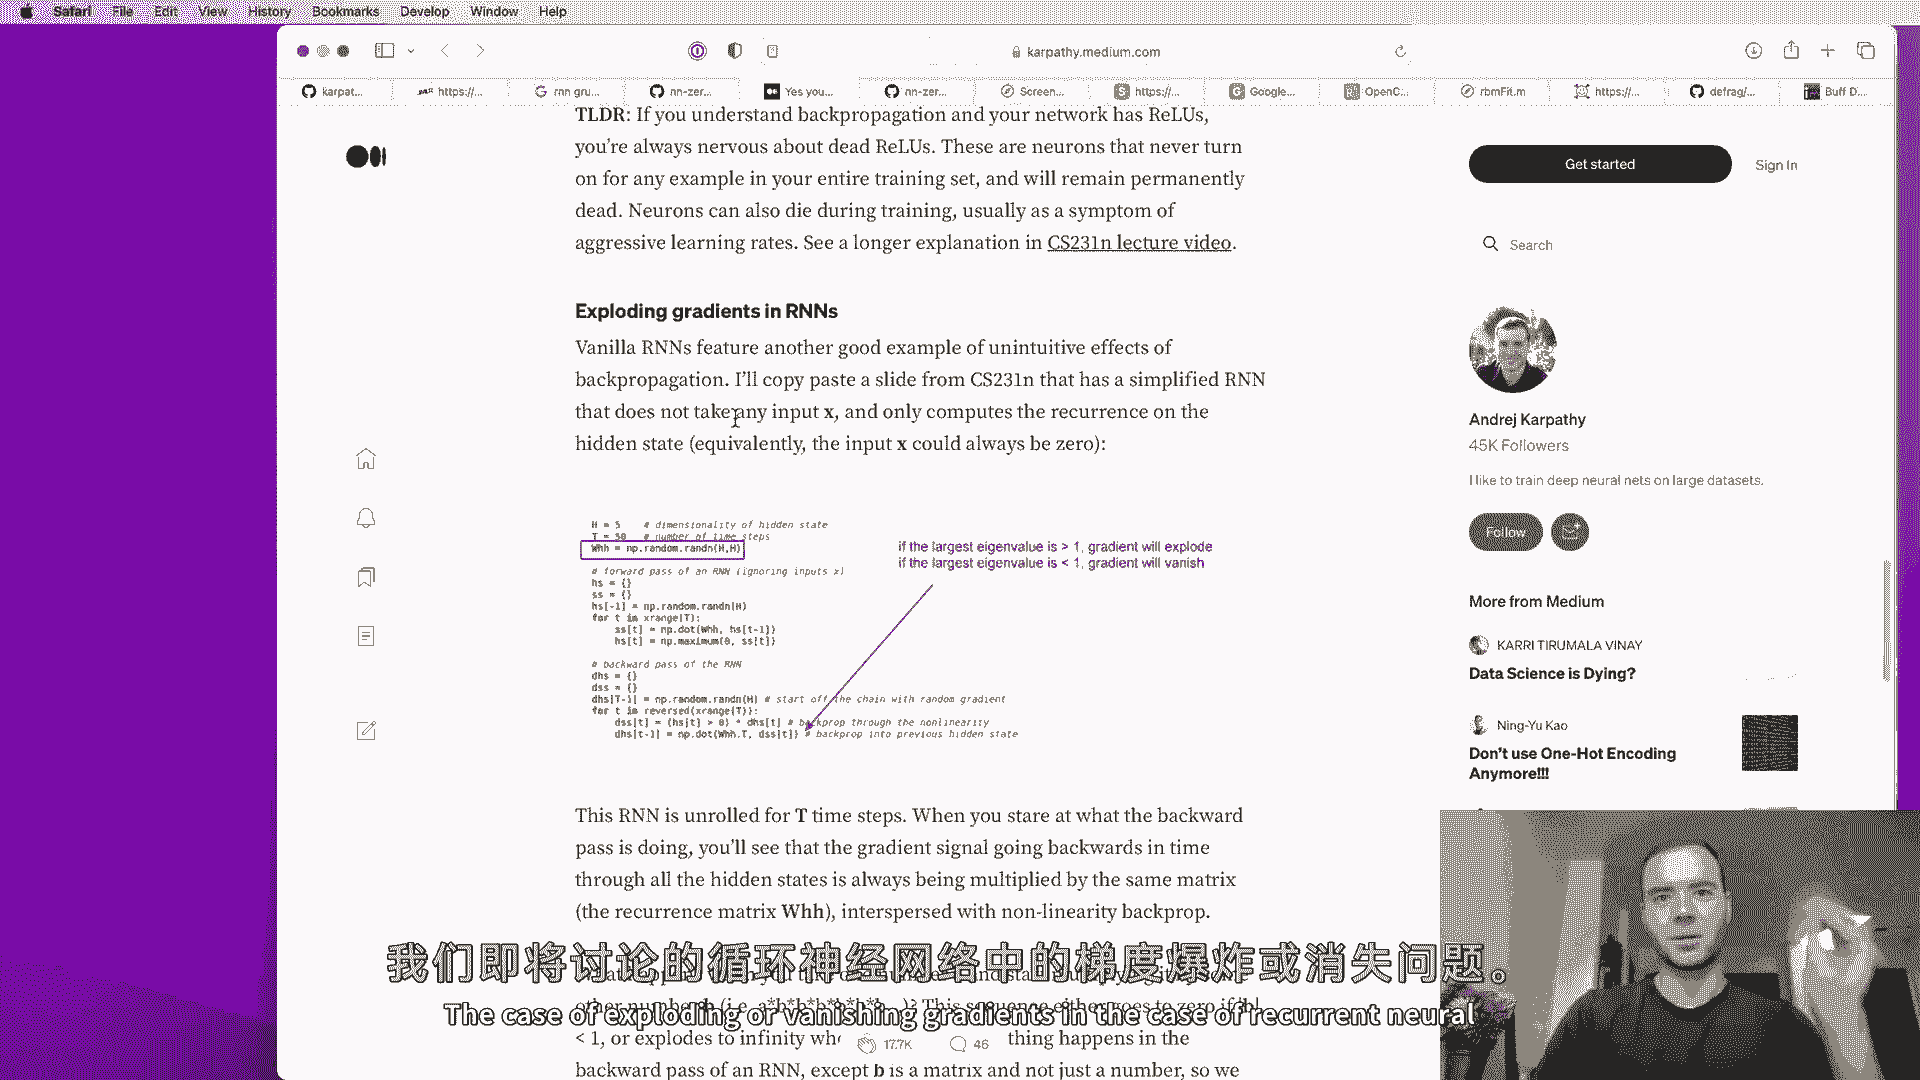 Safari File Edit View History Bookmarks Develop Window Help
karpathy.medium.com
karpat... https://... rnn gru... nn-zer... Yes you... nn-zer... Screen... https://... Google... OpenC... rbmFit.m https://... defrag/... Buff D...
TLDR: If you understand backpropagation and your network has ReLUs,
you're always nervous about dead ReLUs. These are neurons that never turn
on for any example in your entire training set, and will remain permanently
dead. Neurons can also die during training, usually as a symptom of
aggressive learning rates. See a longer explanation in CS231n lecture video.
Exploding gradients in RNNs
Vanilla RNNs feature another good example of unintuitive effects of
backpropagation. I'll copy paste a slide from CS231n that has a simplified RNN
that does not take any input x, and only computes the recurrence on the
hidden state (equivalently, the input x could always be zero):
H = 5 # dimensionality of hidden state
T = 50 # number of time steps
Whh = np.random.randn(H,H)
# forward pass of an RNN (ignoring inputs x)
hs = {}
ss = {}
hs[-1] = np.random.randn(H)
for t in xrange(T):
ss[t] = np.dot(Whh, hs[t-1])
hs[t] = np.maximum(0, ss[t])
# backward pass of the RNN
dhs = {}
dss = {}
dhs[T-1] = np.random.randn(H) # start off the chain with random gradient
for t in reversed(xrange(T)):
dss[t] = (hs[t] > 0) * dhs[t] # backprop through the nonlinearity
dhs[t-1] = np.dot(Whh.T, dss[t]) # backprop into previous hidden state
if the largest eigenvalue is > 1, gradient will explode
if the largest eigenvalue is < 1, gradient will vanish
This RNN is unrolled for T time steps. When you stare at what the backward
pass is doing, you'll see that the gradient signal going backwards in time
through all the hidden states is always being multiplied by the same matrix
(the recurrence matrix Whh), interspersed with non-linearity backprop.
< 1, or explodes to infinity
thing happens in the
backward pass of an RNN, except b is a matrix and not just a number, so we
17.7K 46
Get started Sign In
Search
Andrej Karpathy
45K Followers
I like to train deep neural nets on large datasets.
Follow
More from Medium
KARRI TIRUMALA VINAY
Data Science is Dying?
Ning-Yu Kao
Don't use One-Hot Encoding
Anymore!!!
我们即将讨论的循环神经网络中的梯度爆炸或消失问题。
The case of exploding or vanishing gradients in the case of recurrent neural